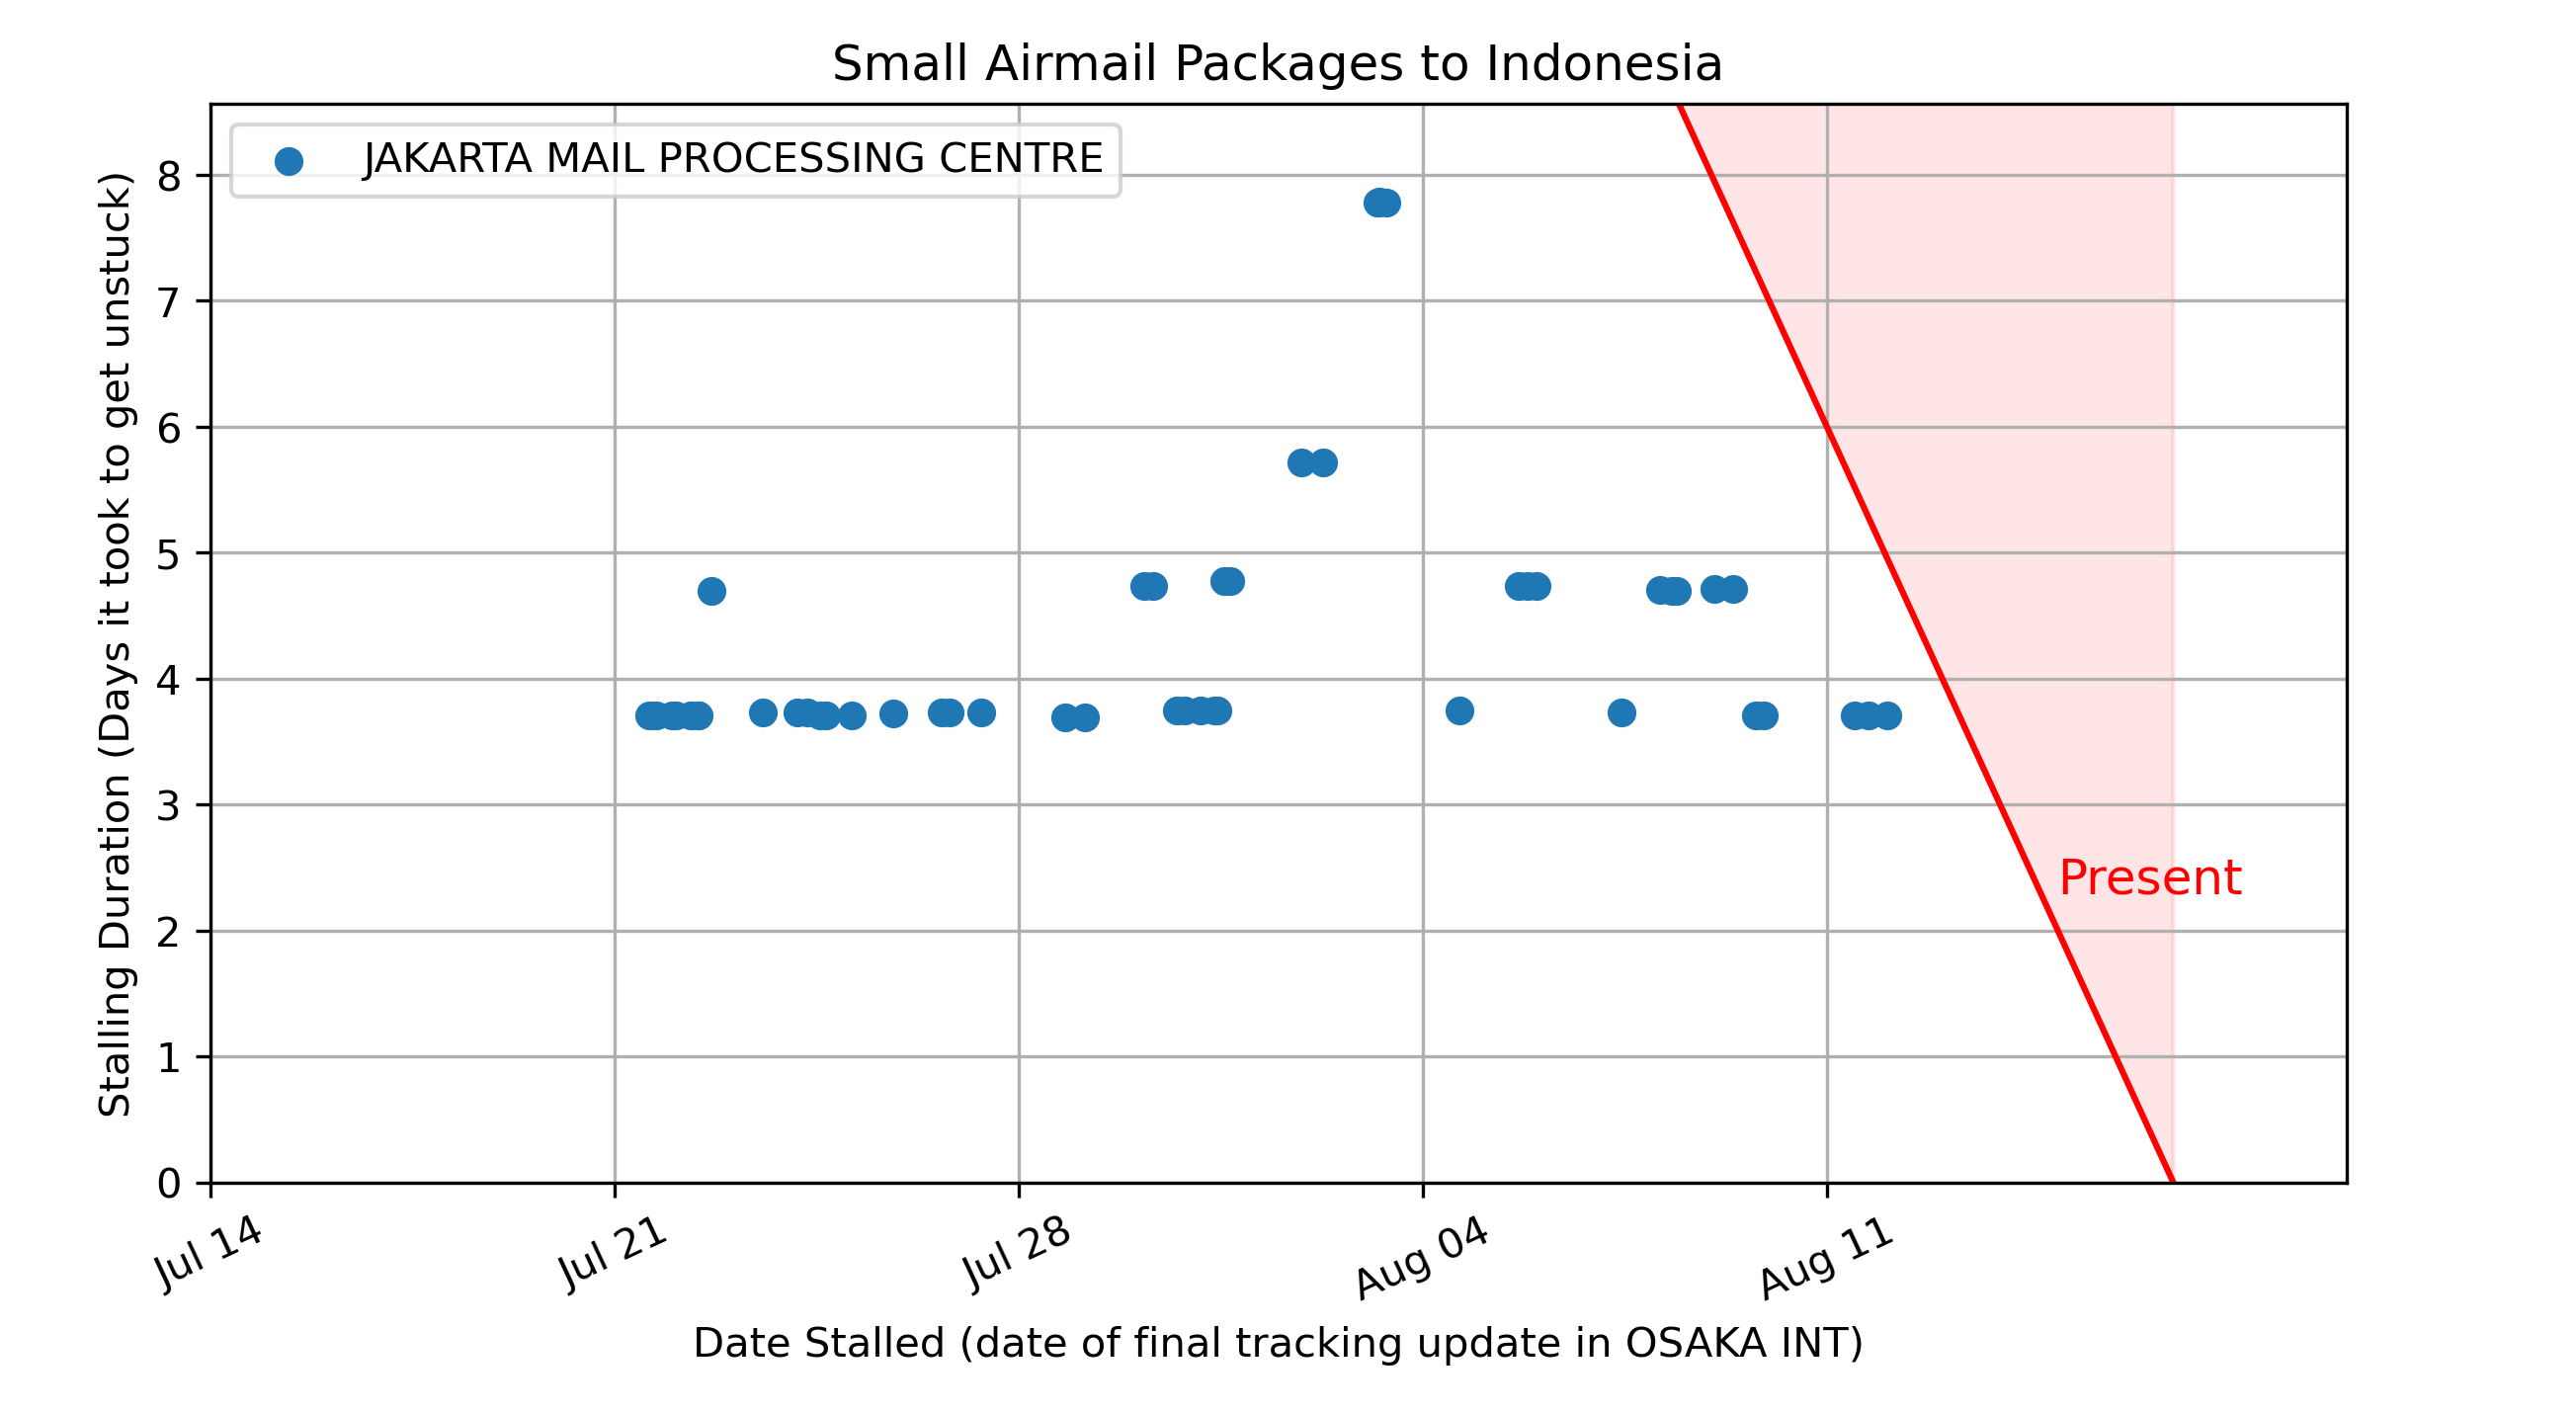 Small Airmail Packages to Indonesia
JAKARTA MAIL PROCESSING CENTRE
Stalling Duration (Days it took to get unstuck)
8
7
6
5
4
3
2
1
0
Present
Jul 14
Jul 21
Jul 28
Aug 04
Aug 11
Date Stalled (date of final tracking update in OSAKA INT)